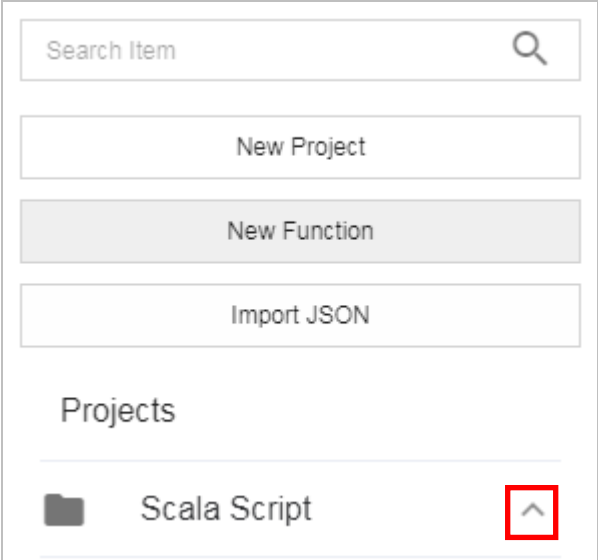 Search Item
New Project
New Function
Import JSON
Projects
Scala Script